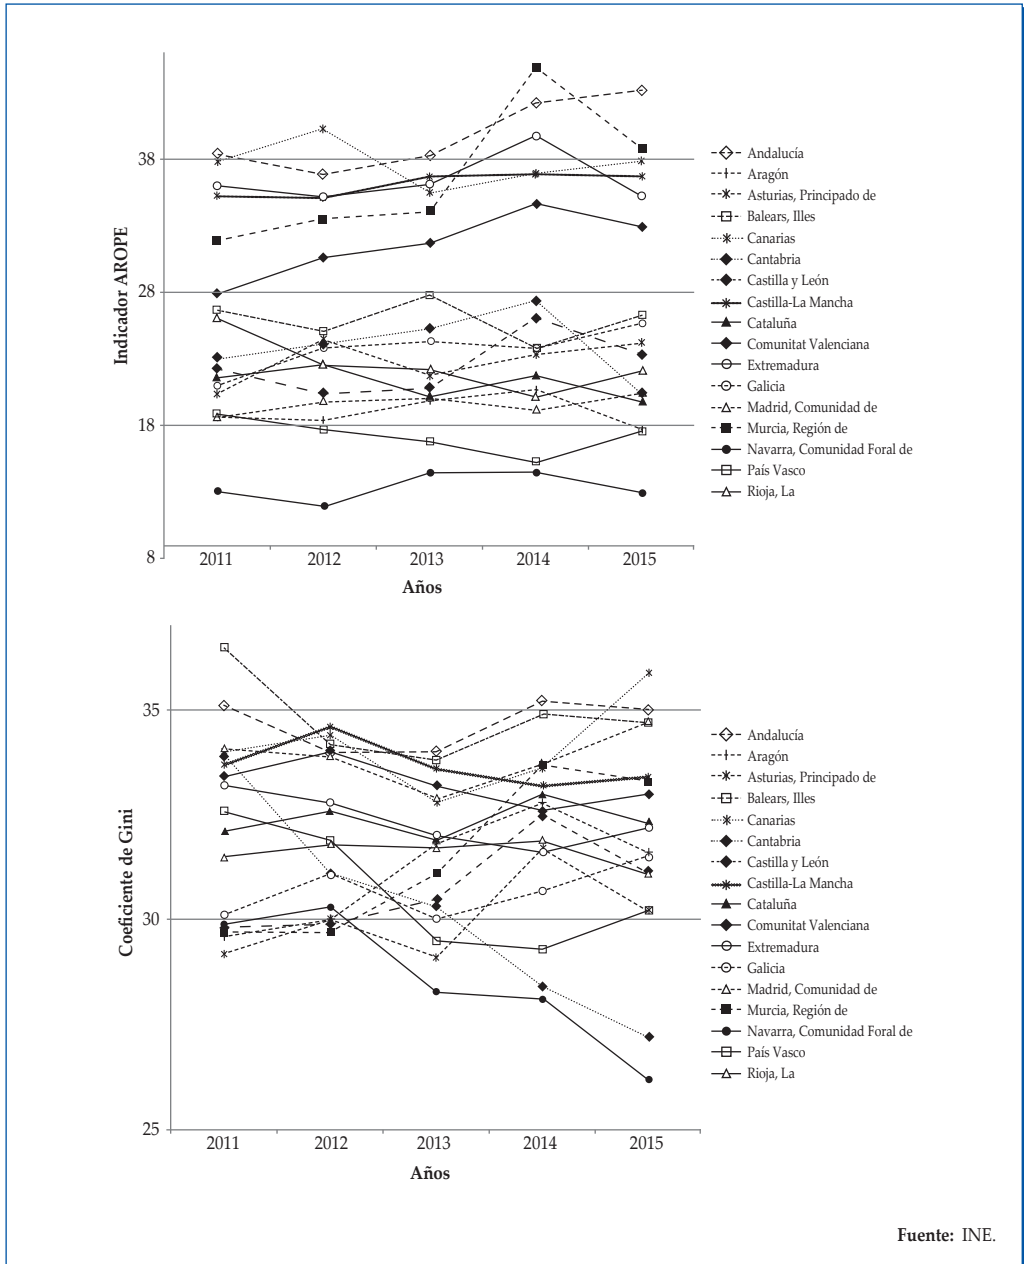 Indicador AROPE
38
28
18
8
2011
2012
2013
2014
2015
Años
Andalucía
Aragón
Asturias, Principado de
Balears, Illes
Canarias
Cantabria
Castilla y León
Castilla-La Mancha
Cataluña
Comunitat Valenciana
Extremadura
Galicia
Madrid, Comunidad de
Murcia, Región de
Navarra, Comunidad Foral de
País Vasco
Rioja, La
Coeficiente de Gini
35
30
25
2011
2012
2013
2014
2015
Años
Andalucía
Aragón
Asturias, Principado de
Balears, Illes
Canarias
Cantabria
Castilla y León
Castilla-La Mancha
Cataluña
Comunitat Valenciana
Extremadura
Galicia
Madrid, Comunidad de
Murcia, Región de
Navarra, Comunidad Foral de
País Vasco
Rioja, La
Fuente: INE.